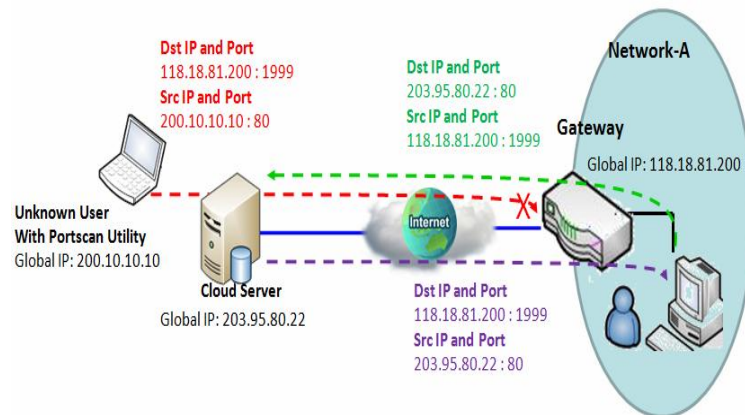 Network-A
Dst IP and Port
118.18.81.200 : 1999
Src IP and Port
200.10.10.10 : 80
Dst IP and Port
203.95.80.22 : 80
Src IP and Port
118.18.81.200 : 1999
Gateway
Global IP: 118.18.81.200
Unknown User
With Portscan Utility
Global IP: 200.10.10.10
Internet
Cloud Server
Global IP: 203.95.80.22
Dst IP and Port
118.18.81.200 : 1999
Src IP and Port
203.95.80.22 : 80